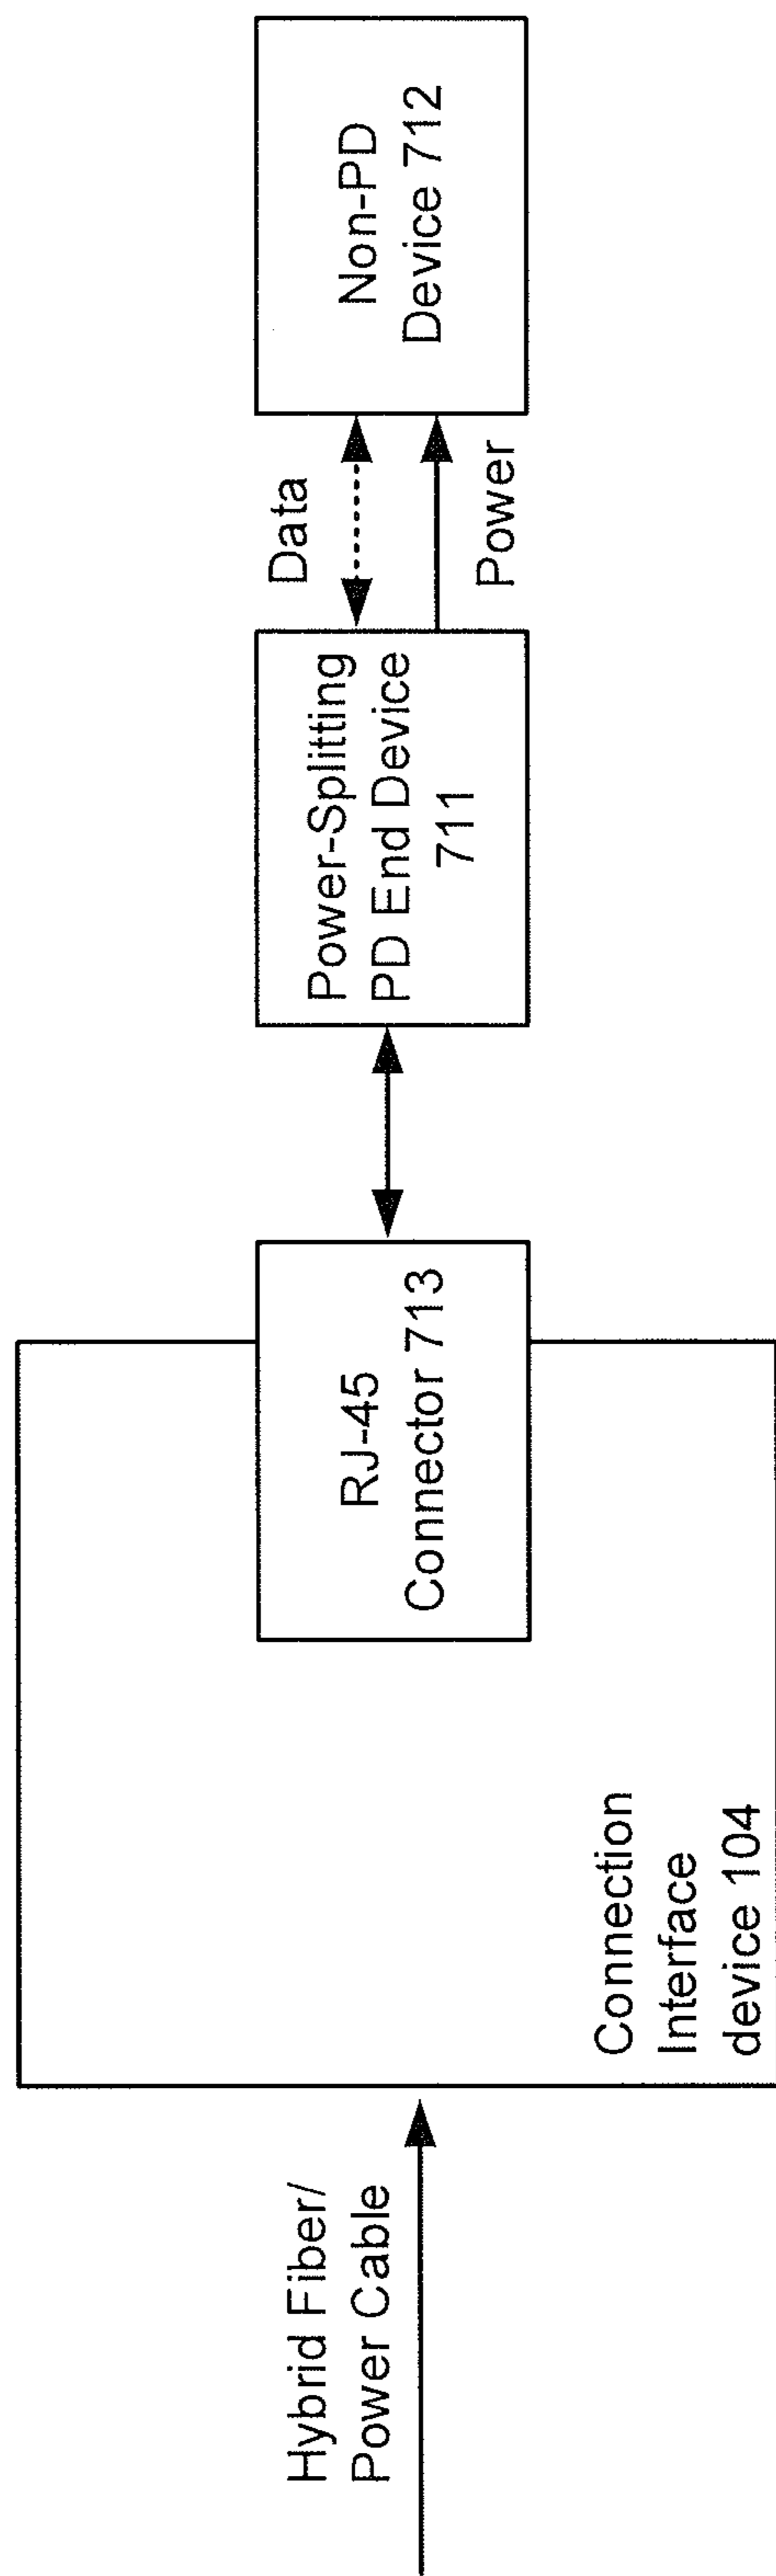 Hybrid Fiber/
Power Cable
Connection
Interface
device 104
RJ-45
Connector 713
Power-Splitting
PD End Device
711
Data
Power
Non-PD
Device 712